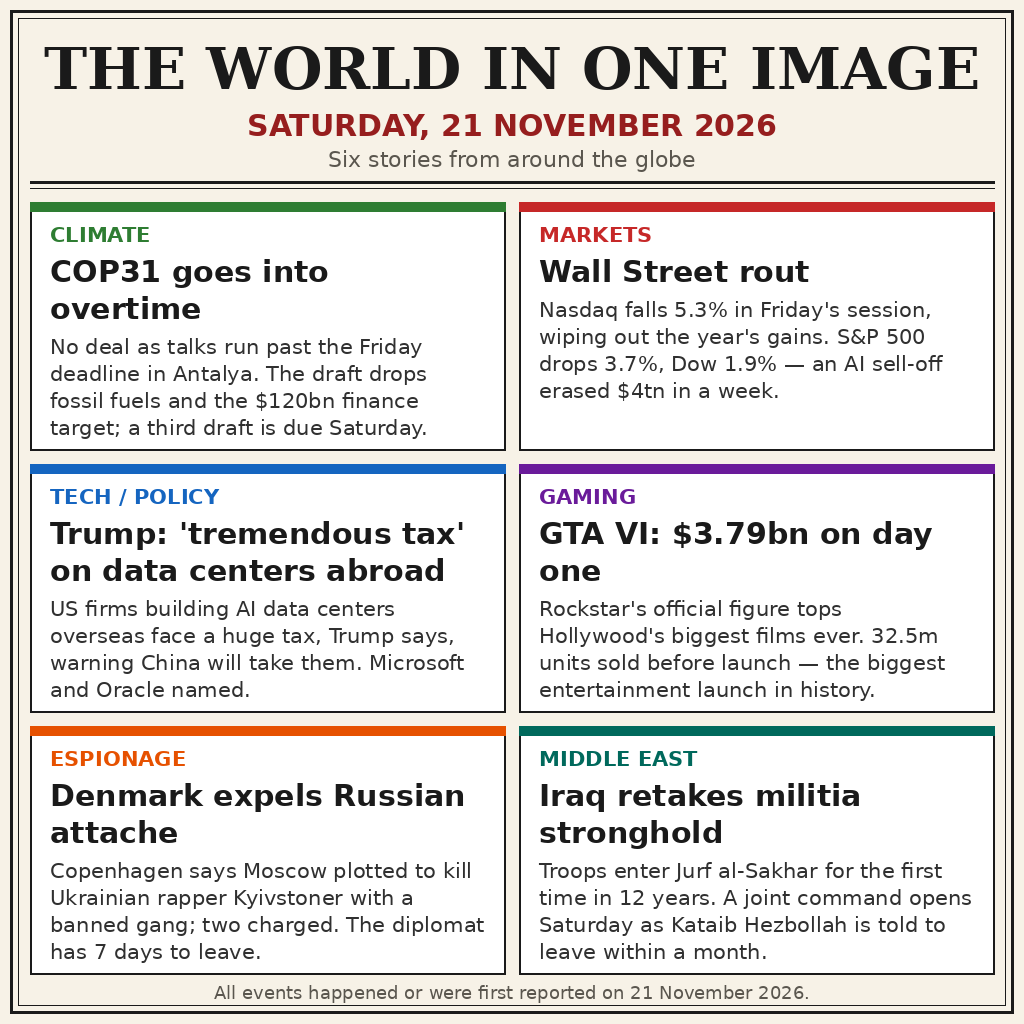 THE WORLD IN ONE IMAGE
SATURDAY, 21 NOVEMBER 2026
Six stories from around the globe
CLIMATE
COP31 goes into
overtime
No deal as talks run past the Friday
deadline in Antalya. The draft drops
fossil fuels and the $120bn finance
target; a third draft is due Saturday.
MARKETS
Wall Street rout
Nasdaq falls 5.3% in Friday's session,
wiping out the year's gains. S&P 500
drops 3.7%, Dow 1.9% — an AI sell-off
erased $4tn in a week.
TECH / POLICY
Trump: 'tremendous tax'
on data centers abroad
US firms building AI data centers
overseas face a huge tax, Trump says,
warning China will take them. Microsoft
and Oracle named.
GAMING
GTA VI: $3.79bn on day
one
Rockstar's official figure tops
Hollywood's biggest films ever. 32.5m
units sold before launch — the biggest
entertainment launch in history.
ESPIONAGE
Denmark expels Russian
attache
Copenhagen says Moscow plotted to kill
Ukrainian rapper Kyivstoner with a
banned gang; two charged. The diplomat
has 7 days to leave.
MIDDLE EAST
Iraq retakes militia
stronghold
Troops enter Jurf al-Sakhar for the first
time in 12 years. A joint command opens
Saturday as Kataib Hezbollah is told to
leave within a month.
All events happened or were first reported on 21 November 2026.